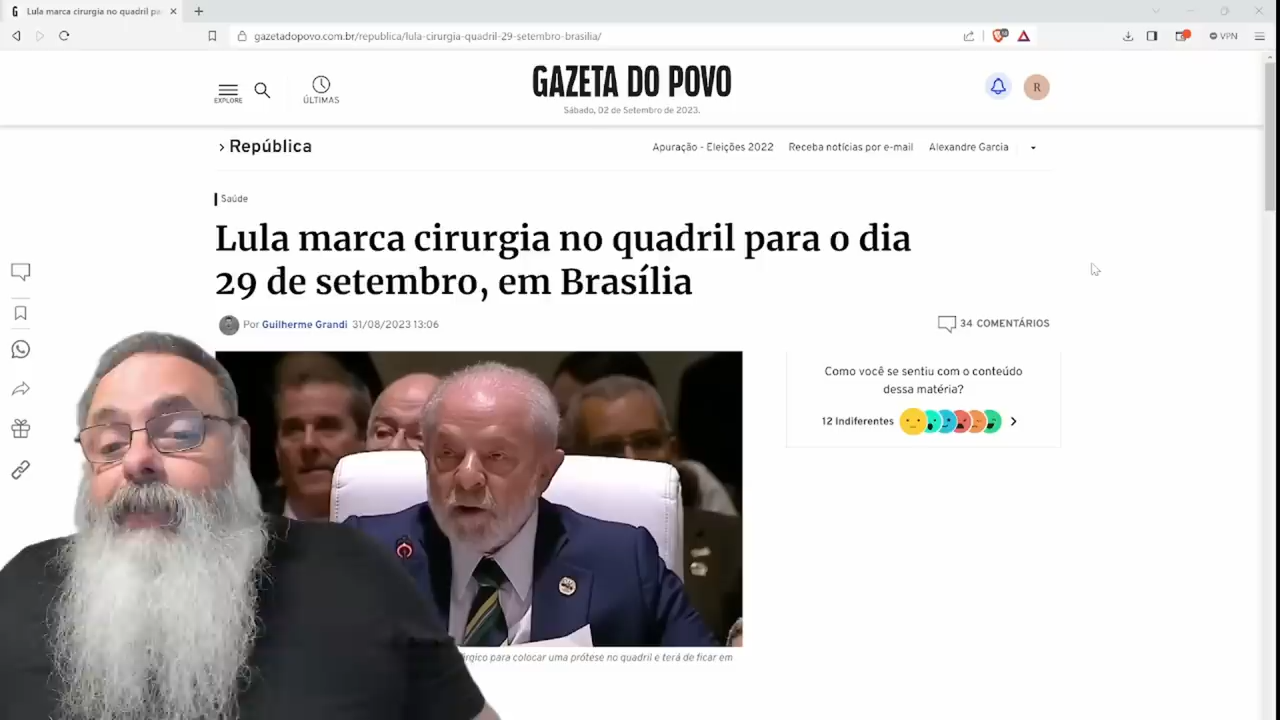 Lula marca cirurgia no quadril pa
gazetadopovo.com.br/republica/lula-cirurgia-quadril-29-setembro-brasilia/
VPN
EXPLORE
ÚLTIMAS
GAZETA DO POVO
Sábado, 02 de Setembro de 2023.
R
República
Apuração - Eleições 2022 Receba notícias por e-mail Alexandre Garcia
Saúde
Lula marca cirurgia no quadril para o dia
29 de setembro, em Brasília
Por Guilherme Grandi 31/08/2023 13:06
34 COMENTÁRIOS
Como você se sentiu com o conteúdo
dessa matéria?
12 Indiferentes
rgico para colocar uma prótese no quadril e terá de ficar em